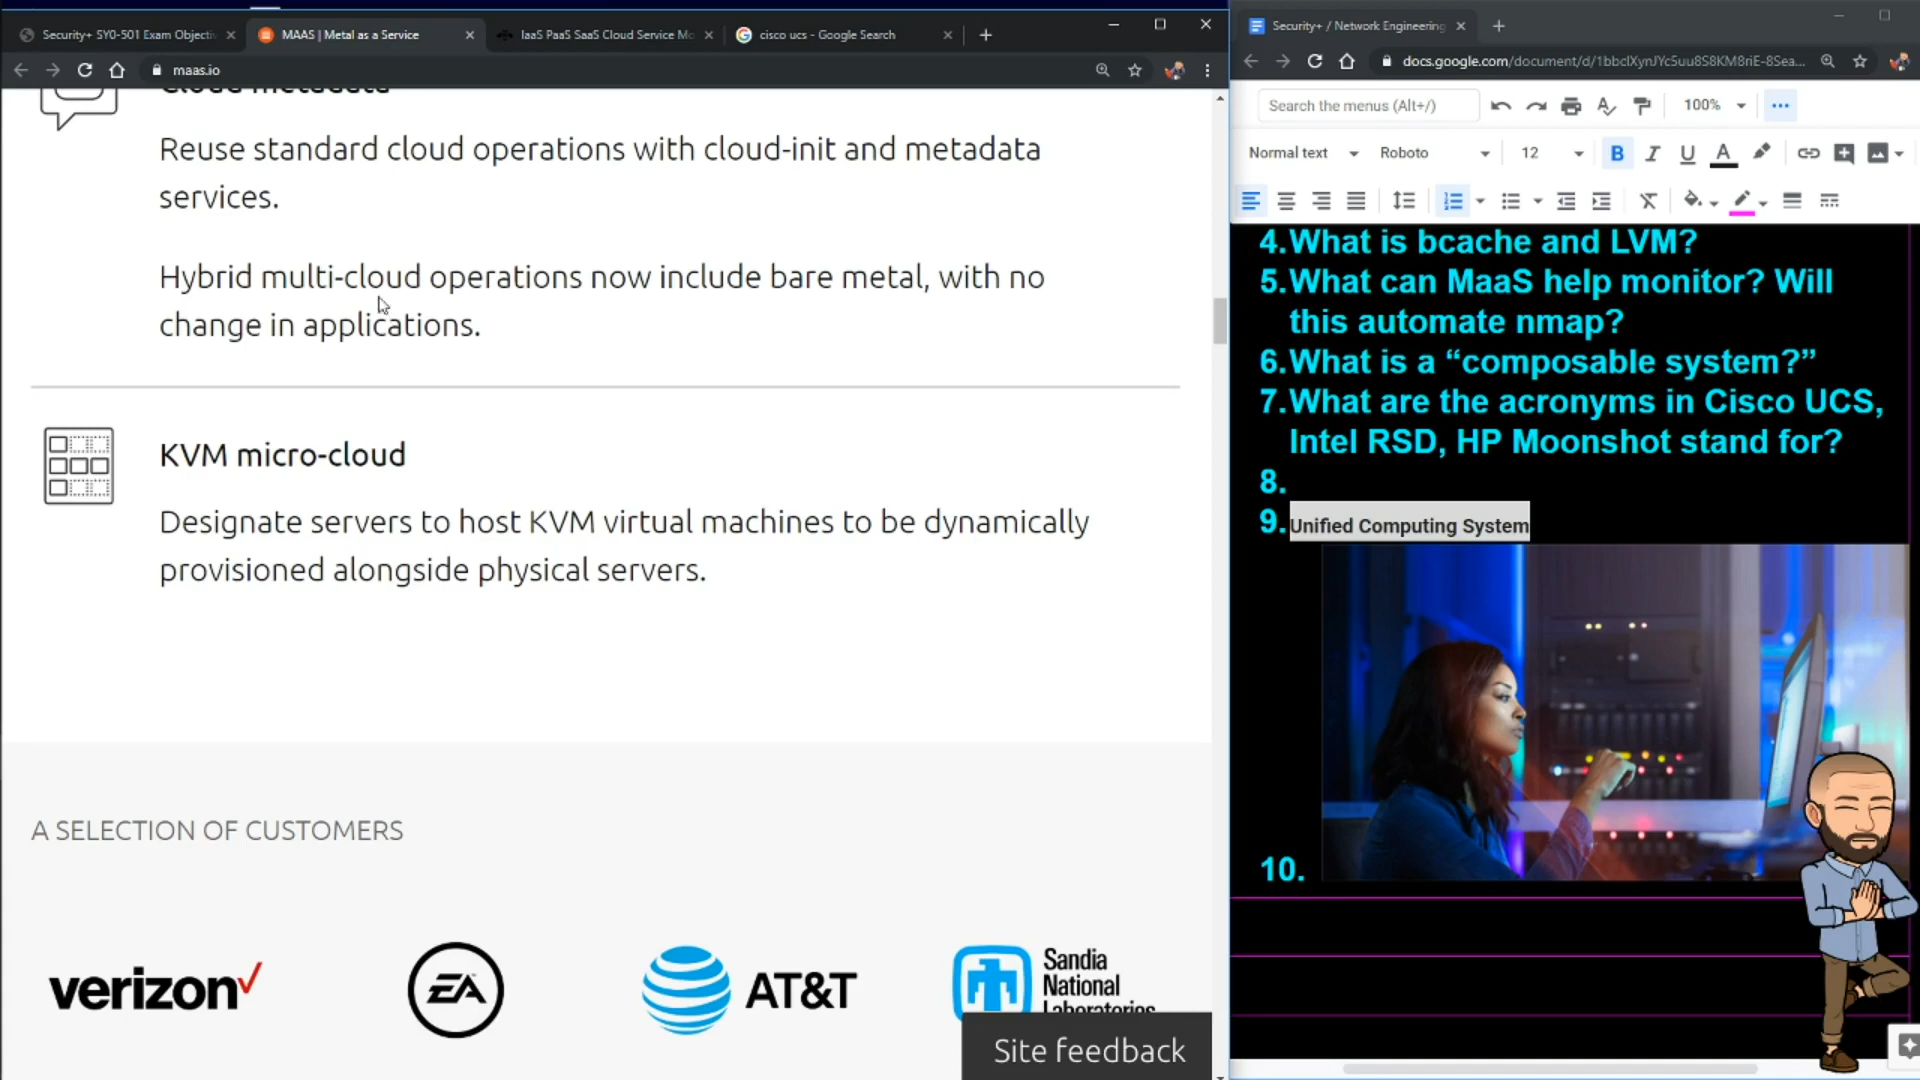 Security+ SY0-501 Exam Objectiv
MAAS | Metal as a Service
IaaS PaaS SaaS Cloud Service Mo
cisco ucs - Google Search
maas.io
Cloud metadata
Reuse standard cloud operations with cloud-init and metadata
services.
Hybrid multi-cloud operations now include bare metal, with no
change in applications.
KVM micro-cloud
Designate servers to host KVM virtual machines to be dynamically
provisioned alongside physical servers.
A SELECTION OF CUSTOMERS
verizon
EA
AT&T
Sandia
National
Laboratories
Site feedback
Security+ / Network Engineering
docs.google.com/document/d/1bbclXynJYc5uu8S8KM8riE-8Sea...
Search the menus (Alt+/)
100%
Normal text
Roboto
12
B
I
U
A
4.What is bcache and LVM?
5.What can MaaS help monitor? Will
this automate nmap?
6.What is a “composable system?”
7.What are the acronyms in Cisco UCS,
Intel RSD, HP Moonshot stand for?
8.
9.Unified Computing System
10.